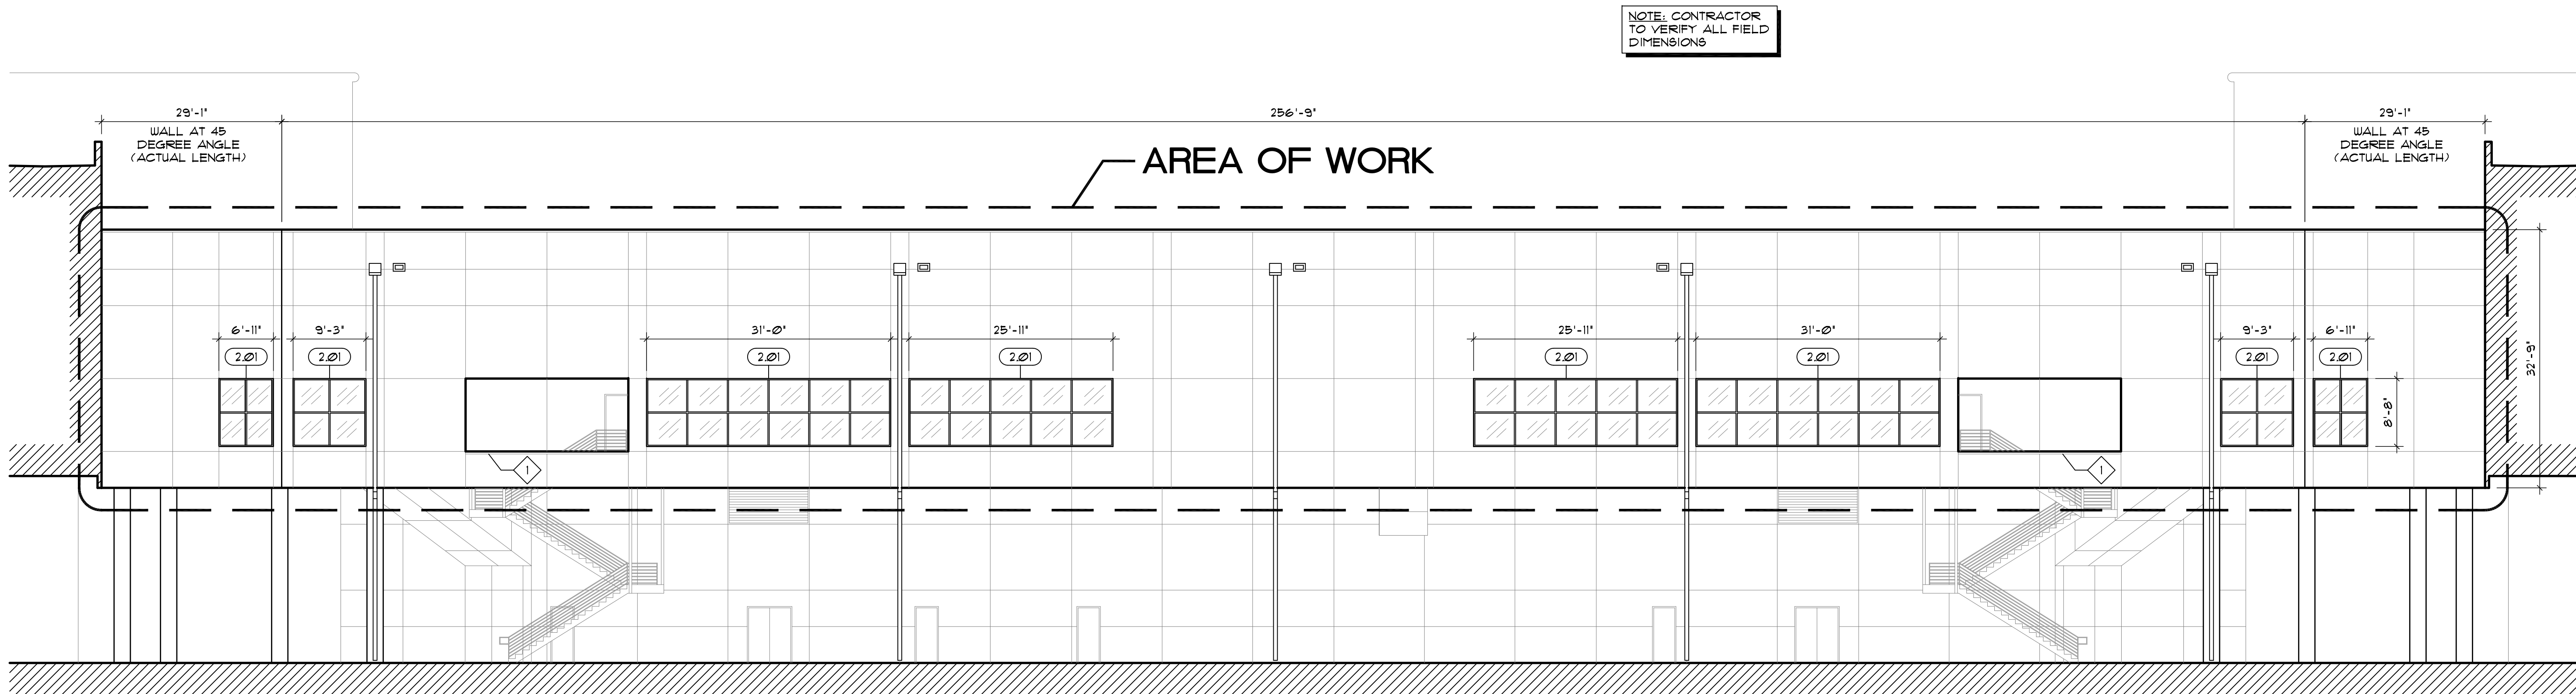 NOTE: CONTRACTOR
TO VERIFY ALL FIELD
DIMENSIONS
29'-1"
256'-9"
29'-1"
WALL AT 45
DEGREE ANGLE
(ACTUAL LENGTH)
WALL AT 45
DEGREE ANGLE
(ACTUAL LENGTH)
AREA OF WORK
6'-11"
9'-3"
31'-0"
25'-11"
25'-11"
31'-0"
9'-3"
6'-11"
2.01
2.01
2.01
2.01
2.01
2.01
2.01
2.01
32'-9"
8'-8"
1
1